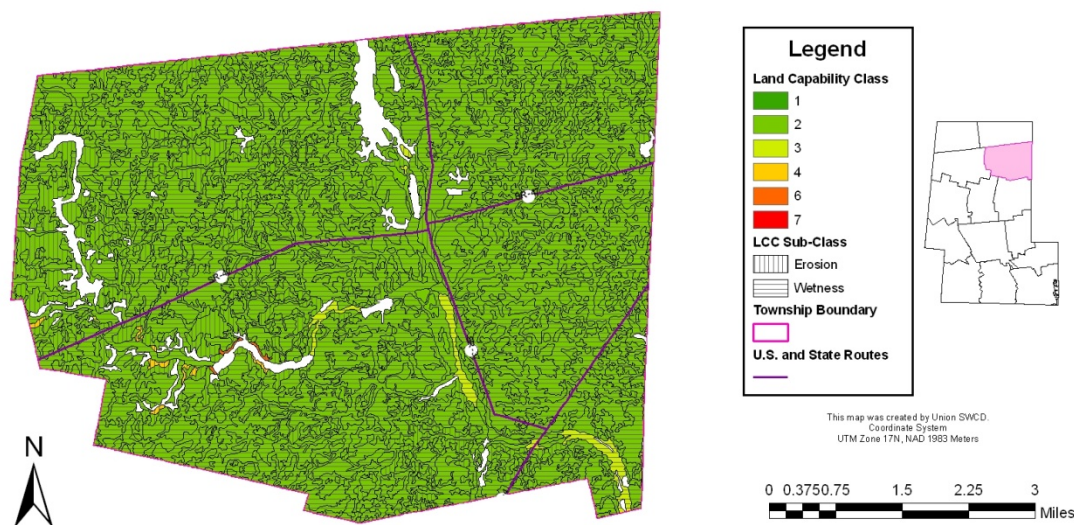 Legend
Land Capability Class
1
2
3
4
6
7
LCC Sub-Class
Erosion
Wetness
Township Boundary
U.S. and State Routes
This map was created by Union SWCD.
Coordinate System
UTM Zone 17N, NAD 1983 Meters
N
0 0.3750.75 1.5 2.25 3
Miles